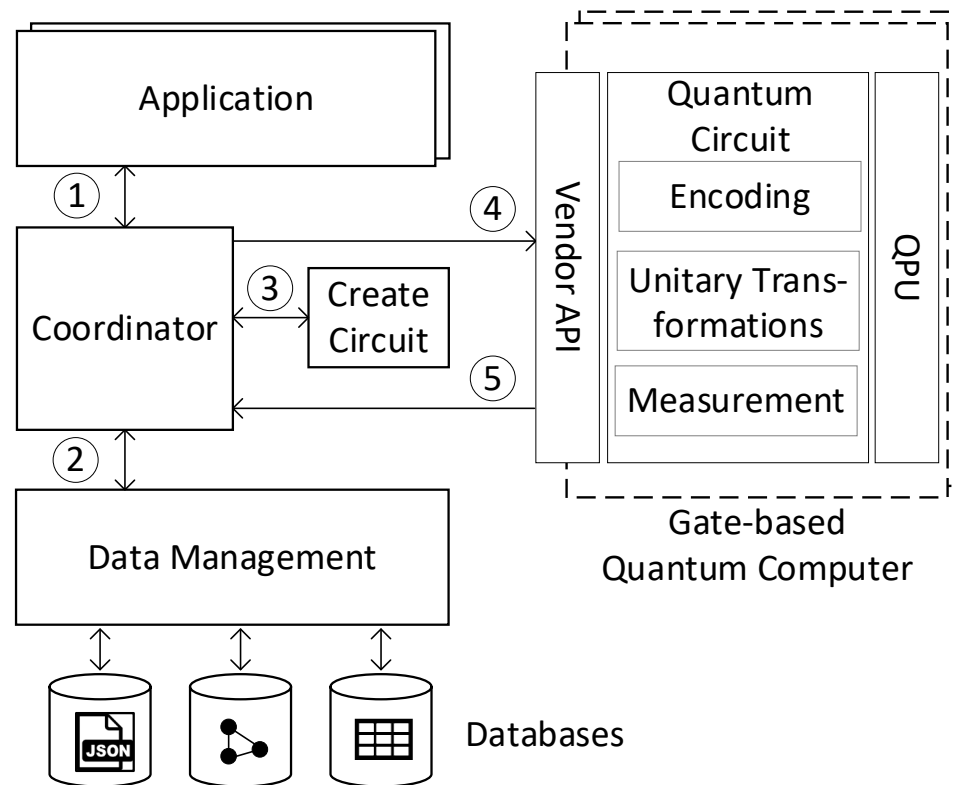 Application
1
Coordinator
3
Create
Circuit
4
5
2
Data Management
JSON
Databases
Vendor API
Quantum
Circuit
Encoding
Unitary Trans-
formations
Measurement
QPU
Gate-based
Quantum Computer